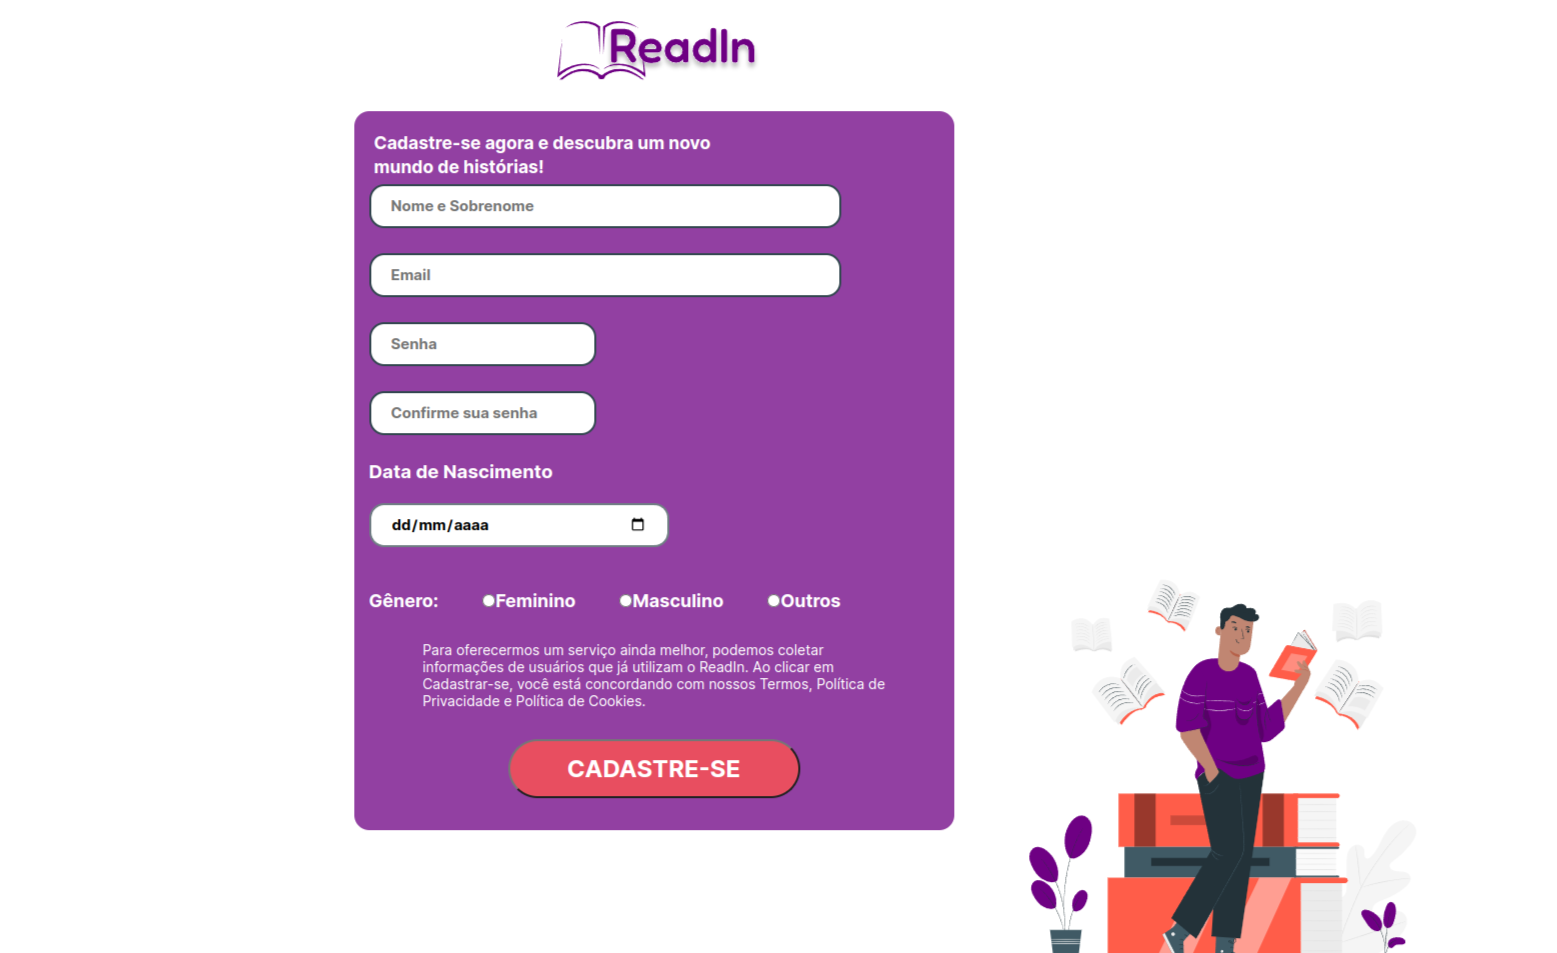 ReadIn
Cadastre-se agora e descubra um novo
mundo de histórias!
Nome e Sobrenome
Email
Senha
Confirme sua senha
Data de Nascimento
dd/mm/aaaa
Gênero: Feminino Masculino Outros
Para oferecermos um serviço ainda melhor, podemos coletar
informações de usuários que já utilizam o ReadIn. Ao clicar em
Cadastrar-se, você está concordando com nossos Termos, Política de
Privacidade e Política de Cookies.
CADASTRE-SE